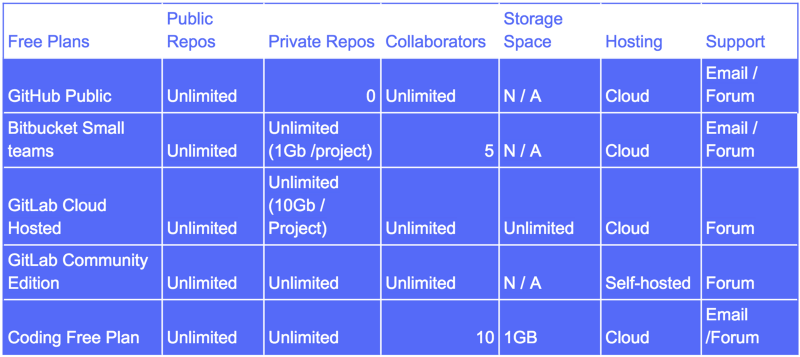 Free Plans Public Repos Private Repos Collaborators Storage Space Hosting Support
GitHub Public Unlimited 0 Unlimited N / A Cloud Email / Forum
Bitbucket Small teams Unlimited Unlimited (1Gb /project) 5 N / A Cloud Email / Forum
GitLab Cloud Hosted Unlimited Unlimited (10Gb / Project) Unlimited Unlimited Cloud Forum
GitLab Community Edition Unlimited Unlimited Unlimited N / A Self-hosted Forum
Coding Free Plan Unlimited Unlimited 10 1GB Cloud Email /Forum